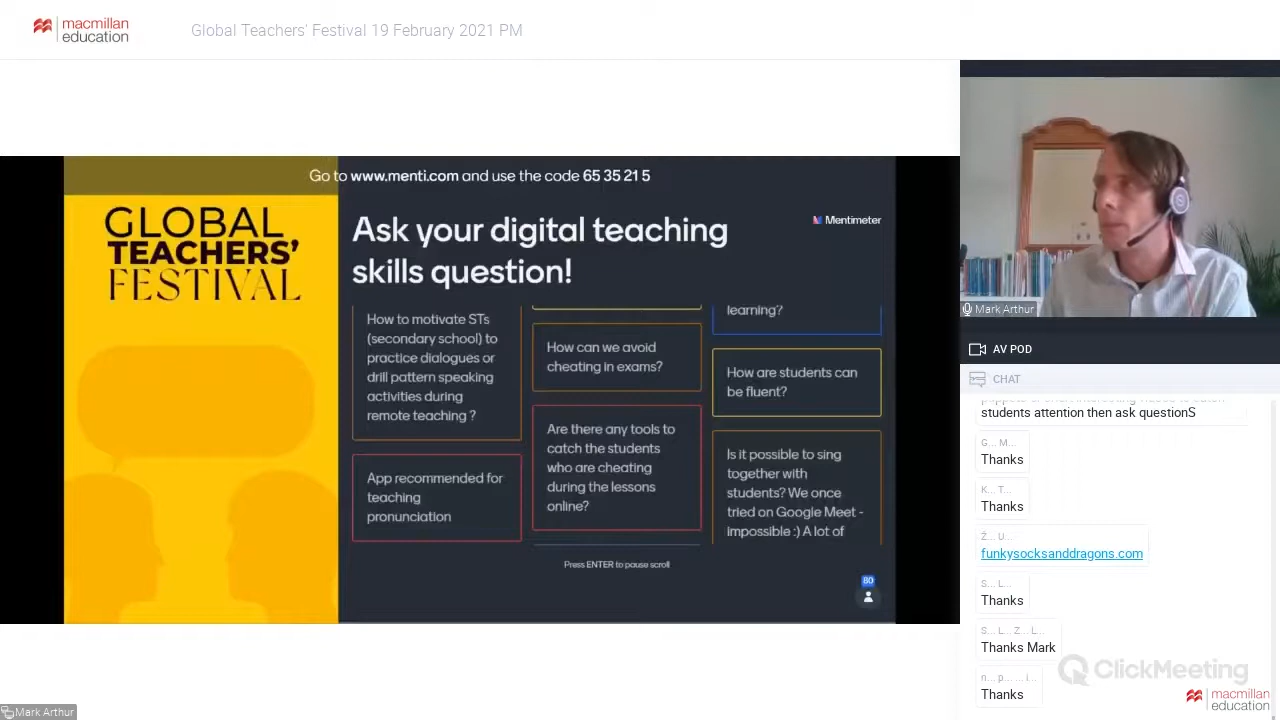 macmillan
education
Global Teachers' Festival 19 February 2021 PM
Go to www.menti.com and use the code 65 35 21 5
GLOBAL
TEACHERS'
FESTIVAL
Ask your digital teaching
skills question!
Mentimeter
How to motivate STs
(secondary school) to
practice dialogues or
drill pattern speaking
activities during
remote teaching ?
App recommended for
teaching
pronunciation
How can we avoid
cheating in exams?
Are there any tools to
catch the students
who are cheating
during the lessons
online?
learning?
How are students can
be fluent?
Is it possible to sing
together with
students? We once
tried on Google Meet -
impossible :) A lot of
Press ENTER to pause scroll
80
Mark Arthur
AV POD
CHAT
students attention then ask questionS
G... M...
Thanks
K... T...
Thanks
Ž... U...
funkysocksanddragons.com
S... L...
Thanks
S... L... Z... L...
Thanks Mark
n... p... ... i...
Thanks
ClickMeeting
macmillan
education
Mark Arthur